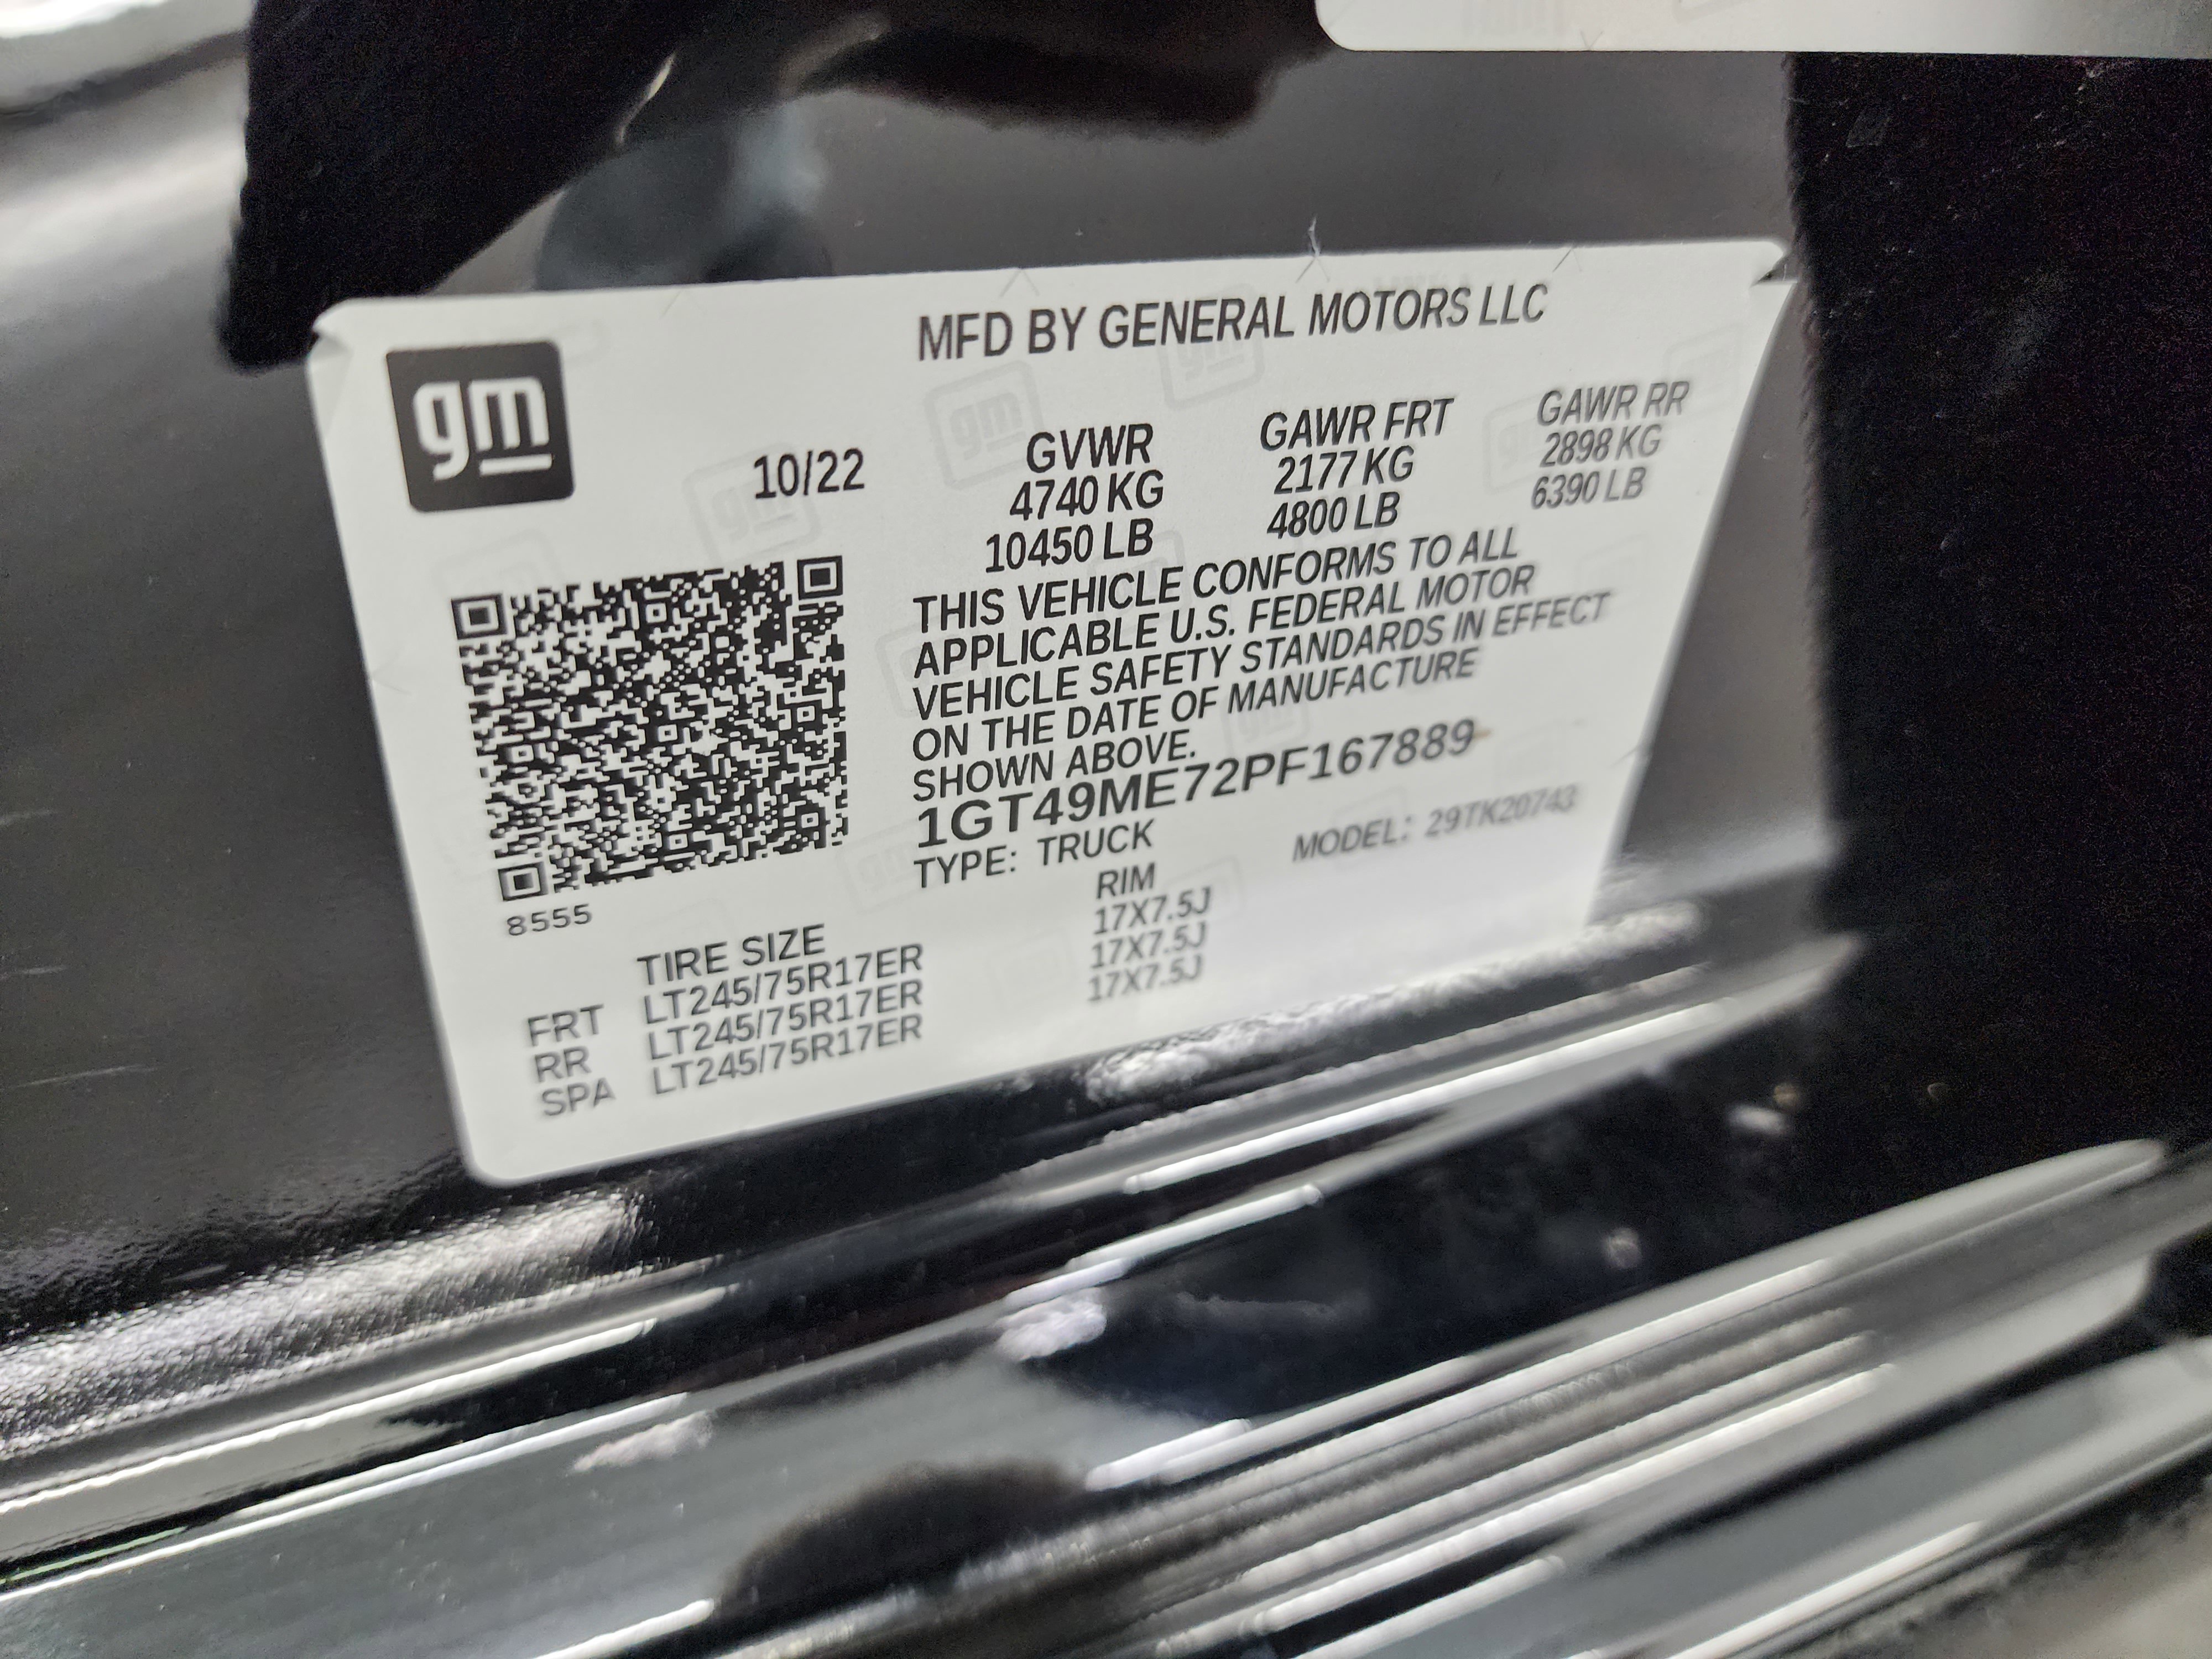 MFD BY GENERAL MOTORS LLC
gm
10/22
GVWR GAWR FRT GAWR RR
4740 KG 2177 KG 2898 KG
10450 LB 4800 LB 6390 LB
THIS VEHICLE CONFORMS TO ALL
APPLICABLE U.S. FEDERAL MOTOR
VEHICLE SAFETY STANDARDS IN EFFECT
ON THE DATE OF MANUFACTURE
SHOWN ABOVE.
1GT49ME72PF167889
TYPE: TRUCK MODEL: 29TK20743
8555
TIRE SIZE RIM
FRT LT245/75R17ER 17X7.5J
RR LT245/75R17ER 17X7.5J
SPA LT245/75R17ER 17X7.5J